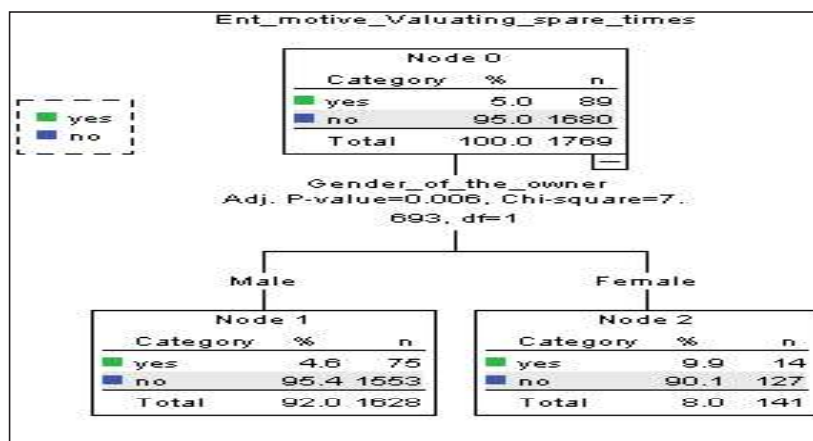 Ent_motive_Valuating_spare_times
Node 0
Category % n
yes 5.0 89
no 95.0 1680
Total 100.0 1769
yes
no
Gender_of_the_owner
Adj. P-value=0.006, Chi-square=7.
693, df=1
Male
Female
Node 1
Category % n
yes 4.6 75
no 95.4 1553
Total 92.0 1628
Node 2
Category % n
yes 9.9 14
no 90.1 127
Total 8.0 141